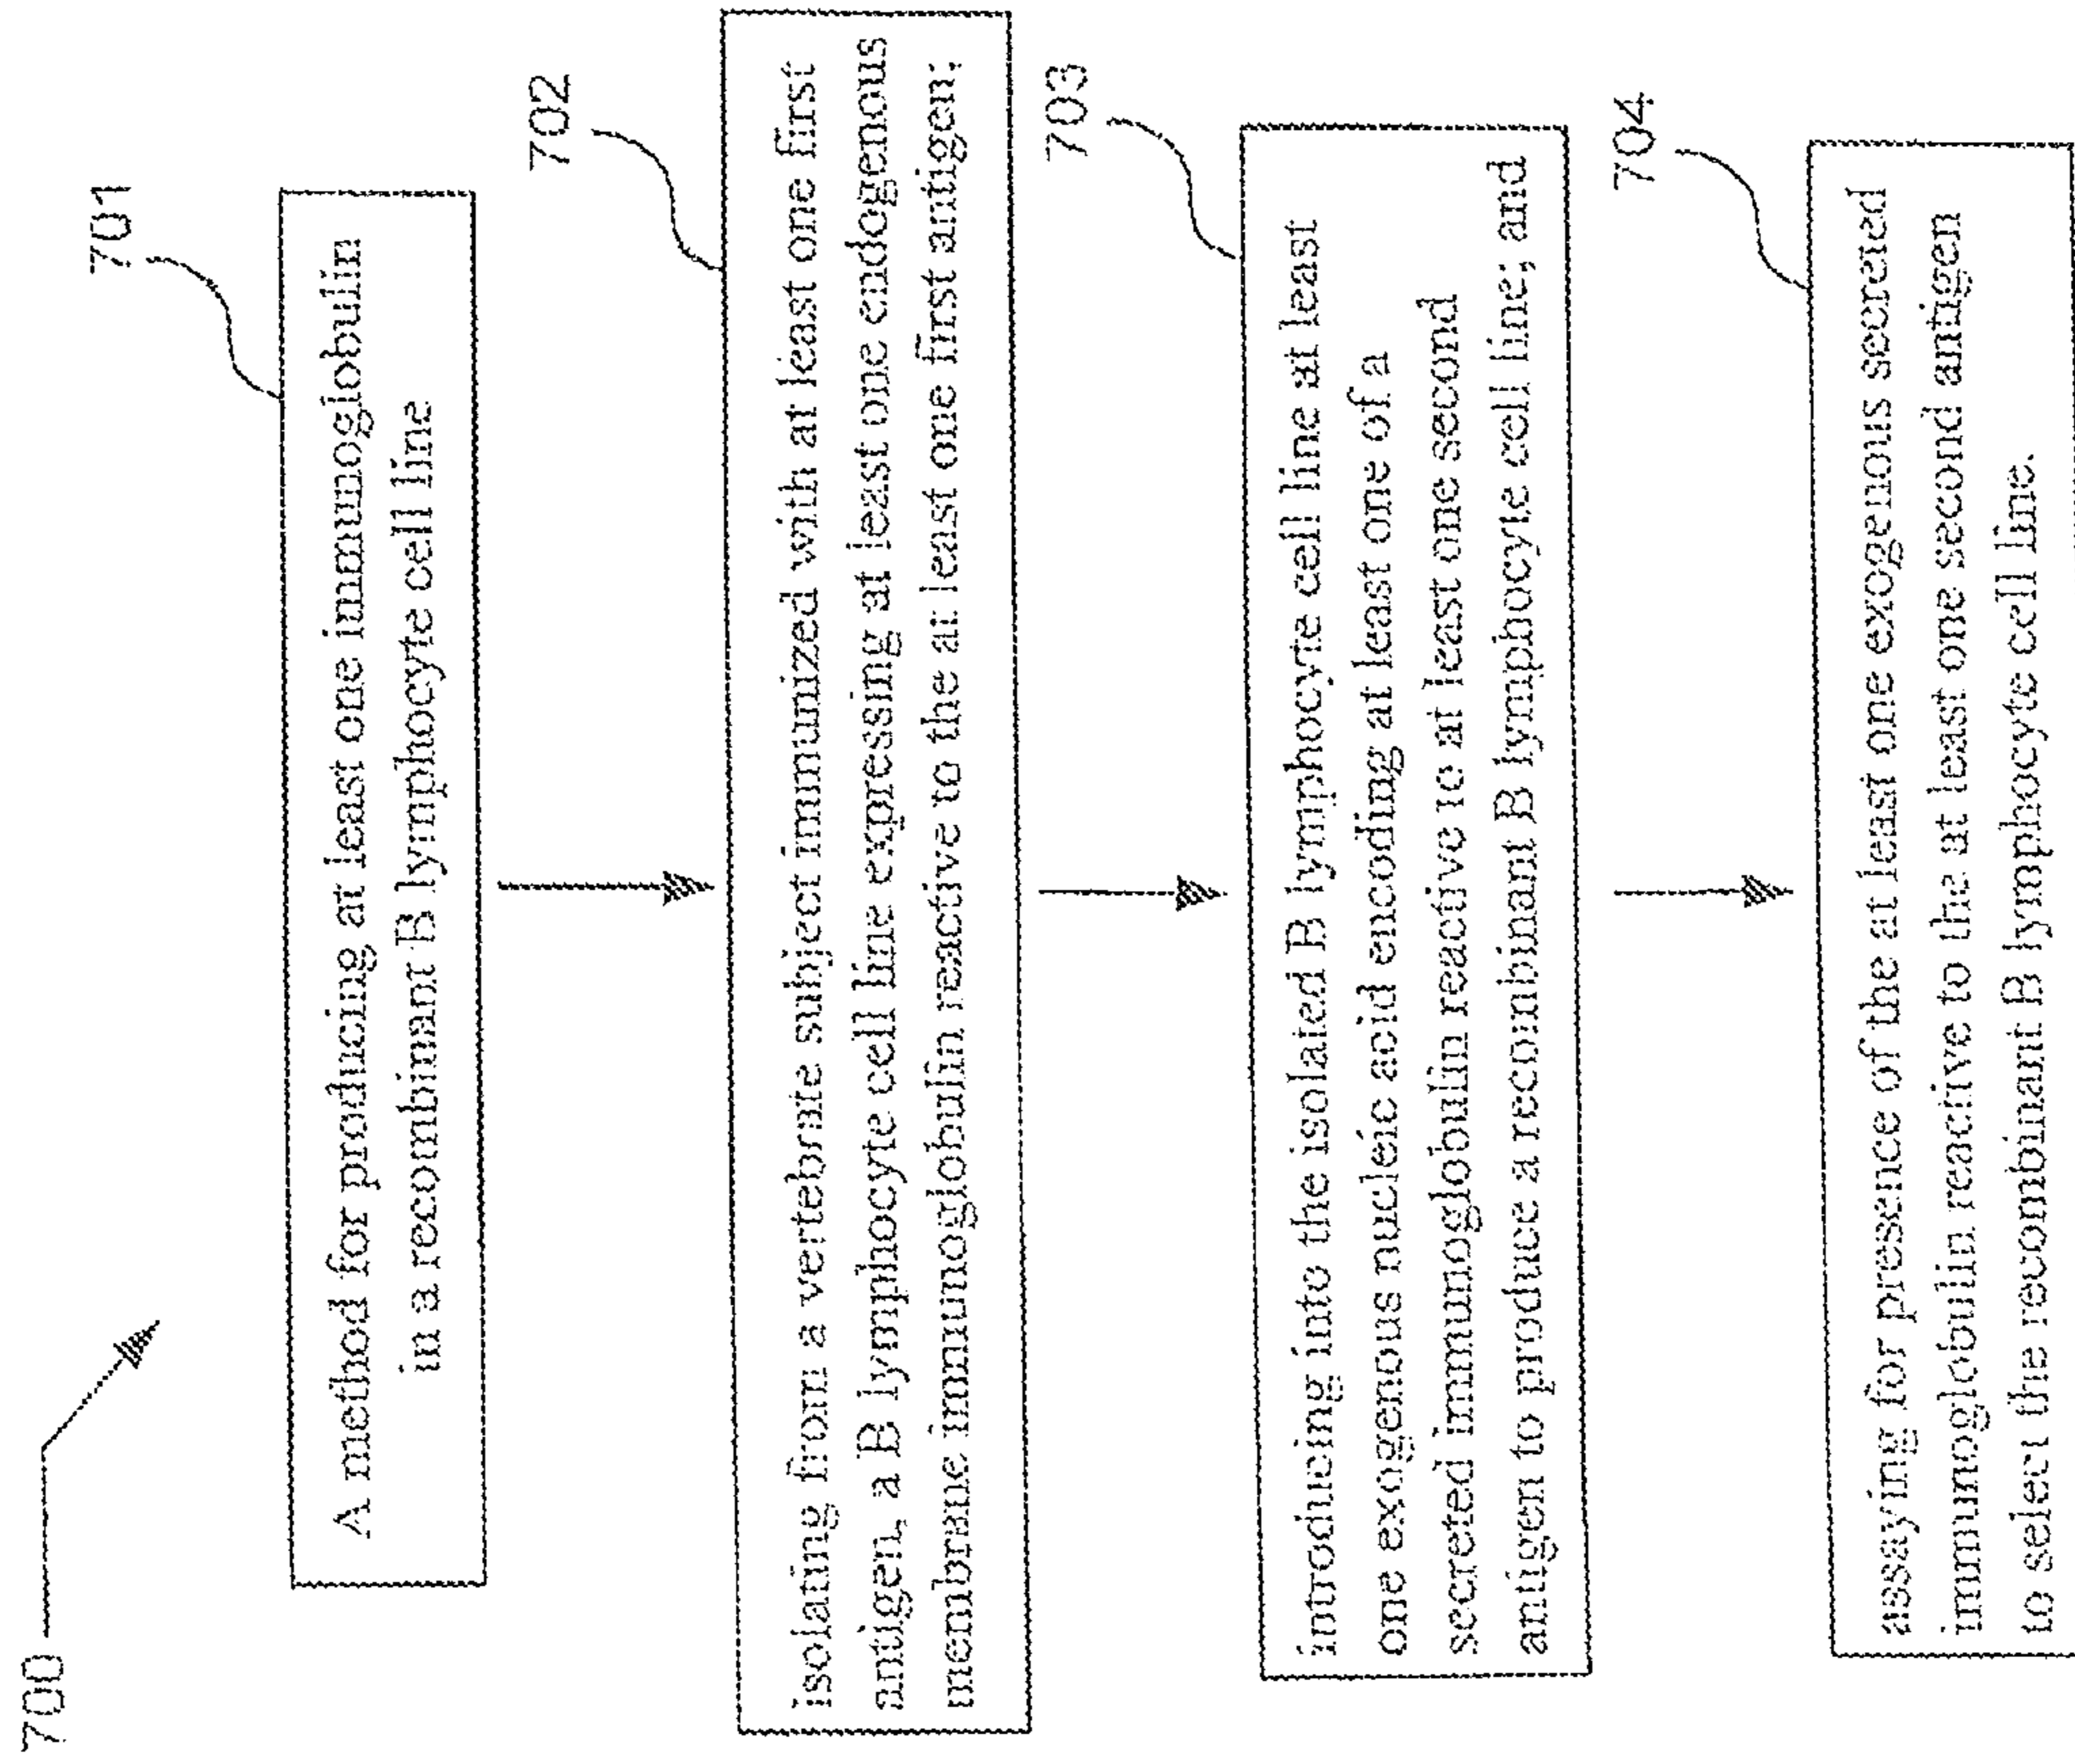 700
701
A method for producing at least one immunoglobulin
in a recombinant B lymphocyte cell line
702
isolating from a vertebrate subject immunized with at least one first
antigen, a B lymphocyte cell line expressing at least one endogenous
membrane immunoglobulin reactive to the at least one first antigen;
703
introducing into the isolated B lymphocyte cell line at least
one exogenous nucleic acid encoding at least one of a
secreted immunoglobulin reactive to at least one second
antigen to produce a recombinant B lymphocyte cell line; and
704
assaying for presence of the at least one exogenous secreted
immunoglobulin reactive to the at least one second antigen
to select the recombinant B lymphocyte cell line.